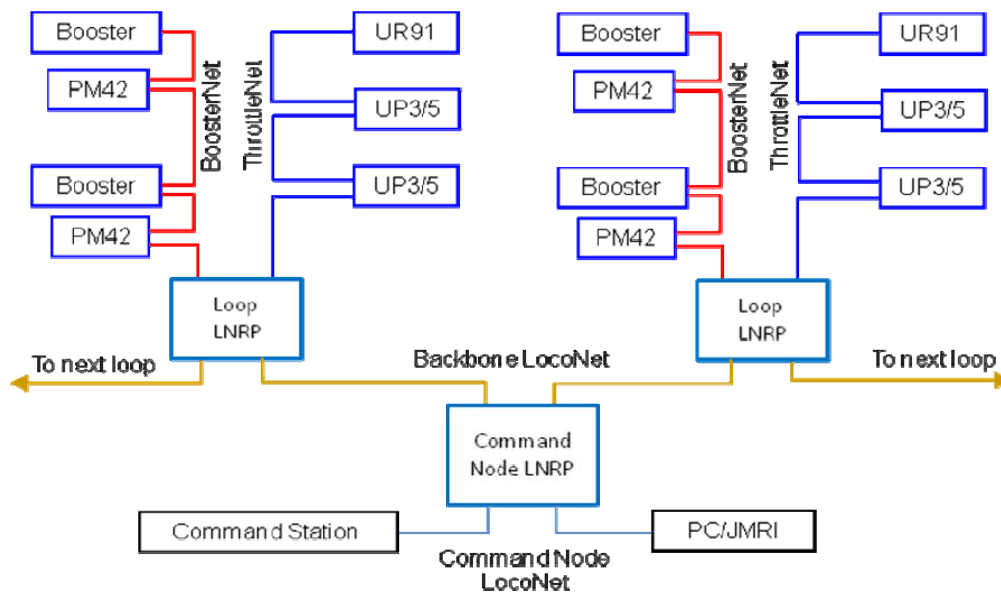 Booster
UR91
Booster
UR91
PM42
UP3/5
PM42
UP3/5
BoosterNet
ThrottleNet
BoosterNet
ThrottleNet
Booster
UP3/5
Booster
UP3/5
PM42
PM42
Loop
LNRP
Loop
LNRP
To next loop
Backbone LocoNet
To next loop
Command
Node LNRP
Command Station
PC/JMRI
Command Node
LocoNet